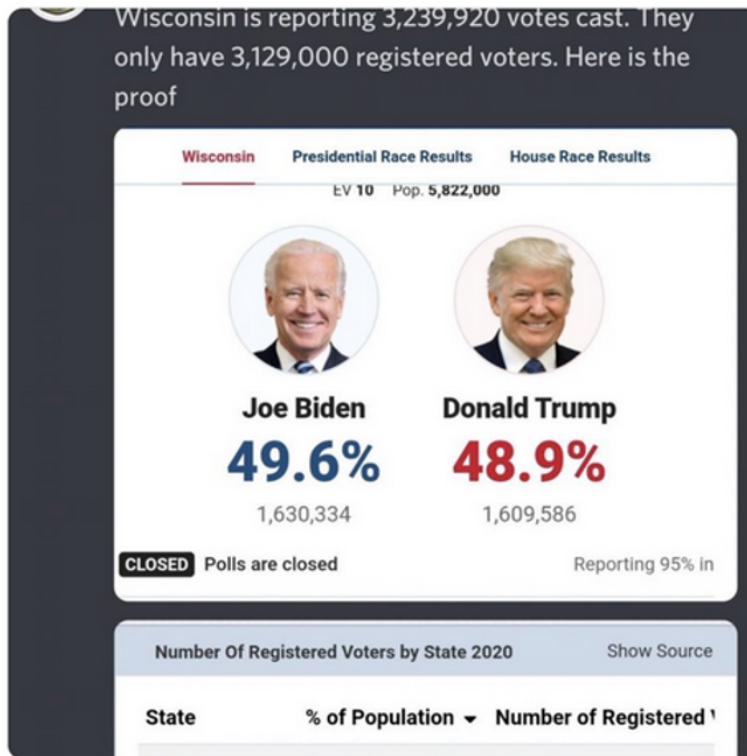 Wisconsin is reporting 3,239,920 votes cast. They
only have 3,129,000 registered voters. Here is the
proof
Wisconsin Presidential Race Results House Race Results
EV 10 Pop. 5,822,000
Joe Biden Donald Trump
49.6% 48.9%
1,630,334 1,609,586
CLOSED Polls are closed Reporting 95% in
Number Of Registered Voters by State 2020 Show Source
State % of Population Number of Registered